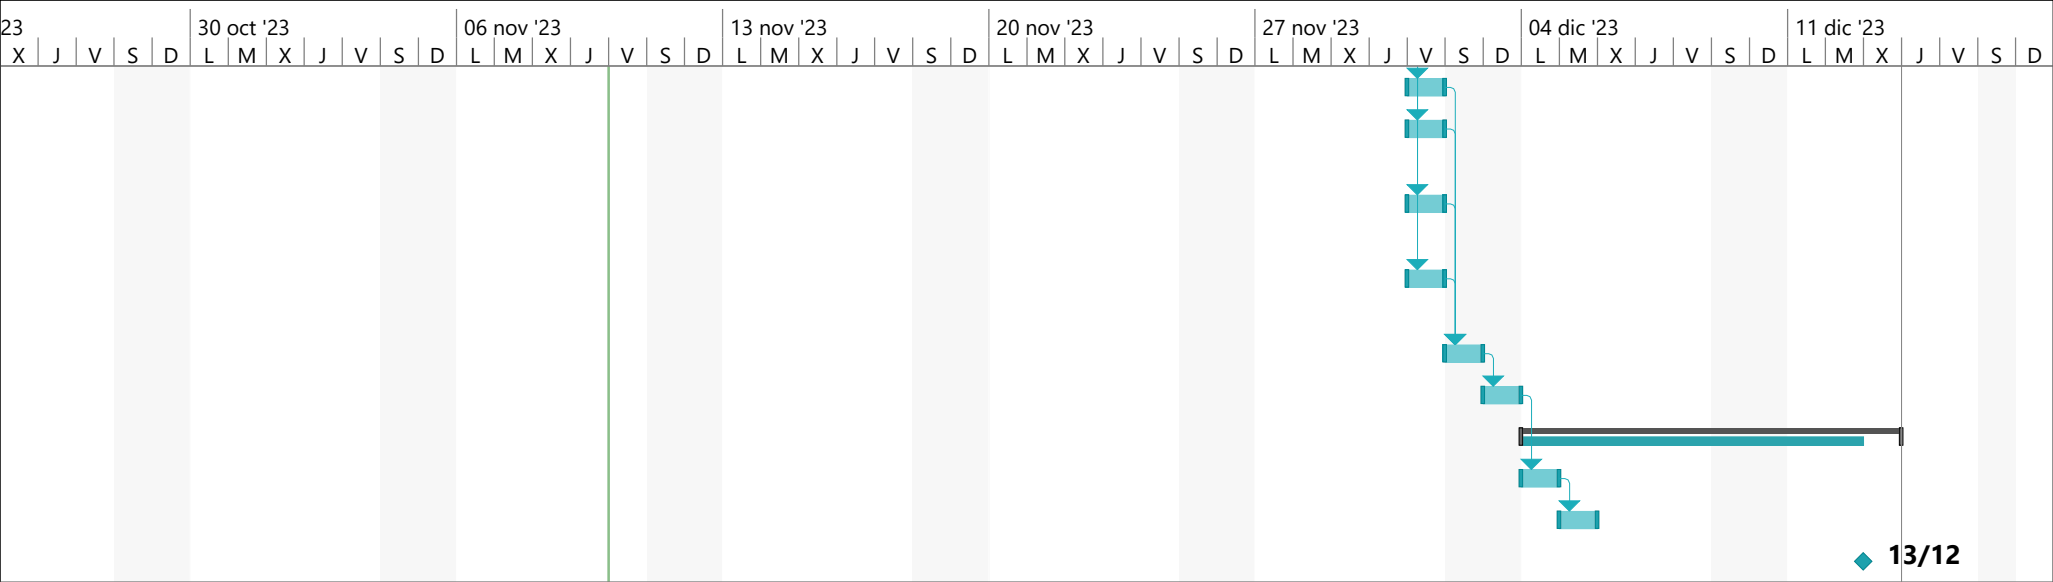 23 30 oct '23 06 nov '23 13 nov '23 20 nov '23 27 nov '23 04 dic '23 11 dic '23
X J V S D L M X J V S D L M X J V S D L M X J V S D L M X J V S D L M X J V S D L M X J V S D L M X J V S D
13/12